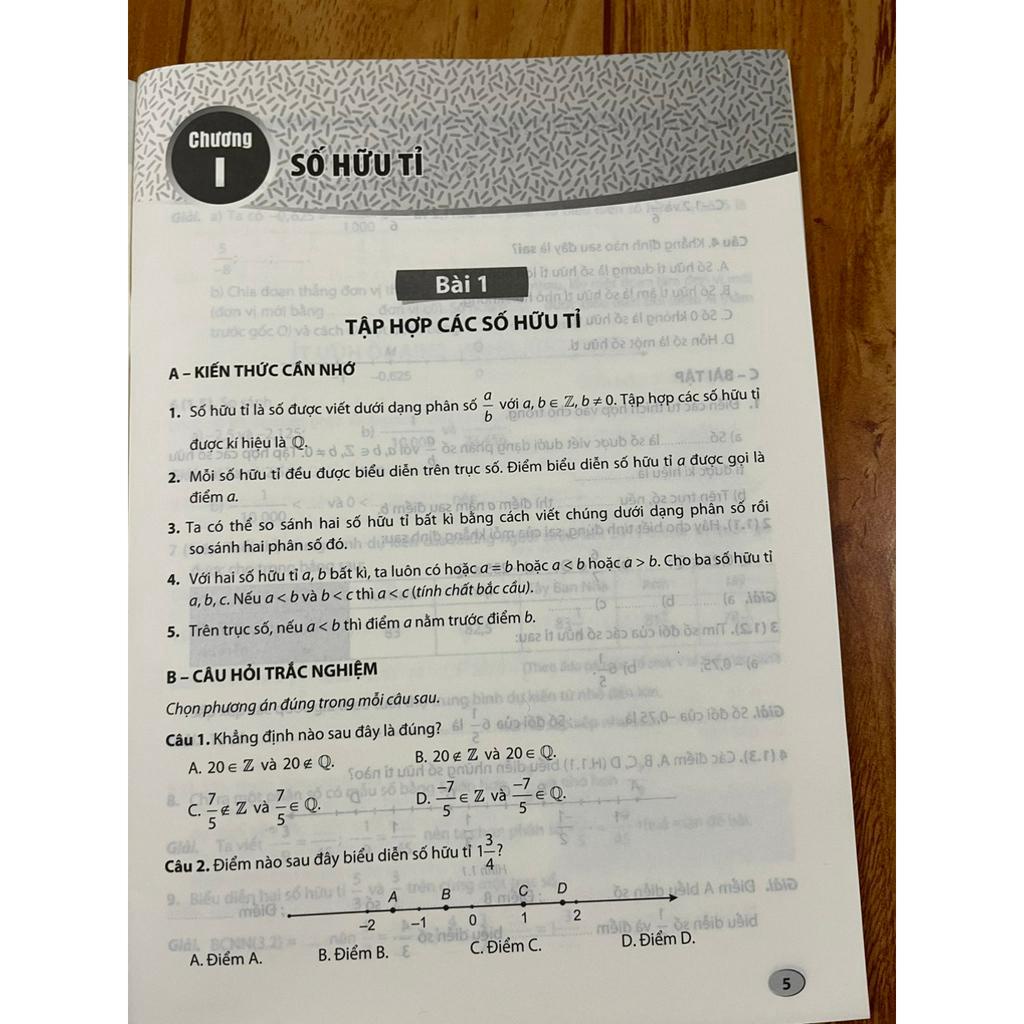 Chương
I
SỐ HỮU TỈ
Bài 1
TẬP HỢP CÁC SỐ HỮU TỈ
A – KIẾN THỨC CẦN NHỚ
1. Số hữu tỉ là số được viết dưới dạng phân số a/b với a, b ∈ ℤ, b ≠ 0. Tập hợp các số hữu tỉ
được kí hiệu là ℚ.
2. Mỗi số hữu tỉ đều được biểu diễn trên trục số. Điểm biểu diễn số hữu tỉ a được gọi là
điểm a.
3. Ta có thể so sánh hai số hữu tỉ bất kì bằng cách viết chúng dưới dạng phân số rồi
so sánh hai phân số đó.
4. Với hai số hữu tỉ a, b bất kì, ta luôn có hoặc a = b hoặc a < b hoặc a > b. Cho ba số hữu tỉ
a, b, c. Nếu a < b và b < c thì a < c (tính chất bắc cầu).
5. Trên trục số, nếu a < b thì điểm a nằm trước điểm b.
B – CÂU HỎI TRẮC NGHIỆM
Chọn phương án đúng trong mỗi câu sau.
Câu 1. Khẳng định nào sau đây là đúng?
A. 20 ∈ ℤ và 20 ∉ ℚ. B. 20 ∉ ℤ và 20 ∈ ℚ.
C. 7/5 ∉ ℤ và 7/5 ∈ ℚ. D. -7/5 ∈ ℤ và -7/5 ∈ ℚ.
Câu 2. Điểm nào sau đây biểu diễn số hữu tỉ 1 3/4?
A B C D
-2 -1 0 1 2
A. Điểm A. B. Điểm B. C. Điểm C. D. Điểm D.
5